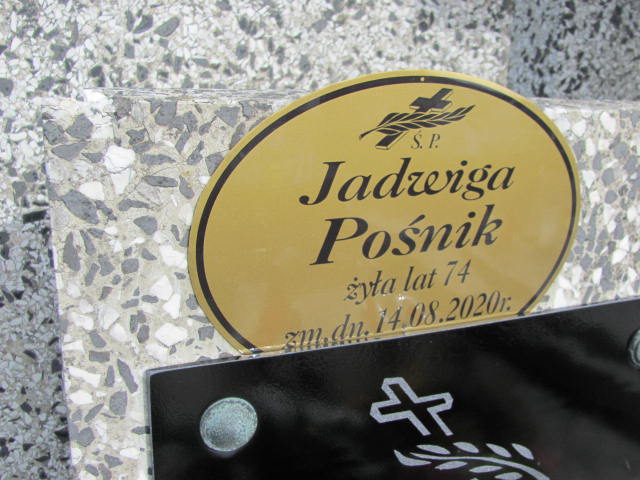 Ś. P.
Jadwiga
Pośnik
żyła lat 74
zm. dn. 14.08.2020r.